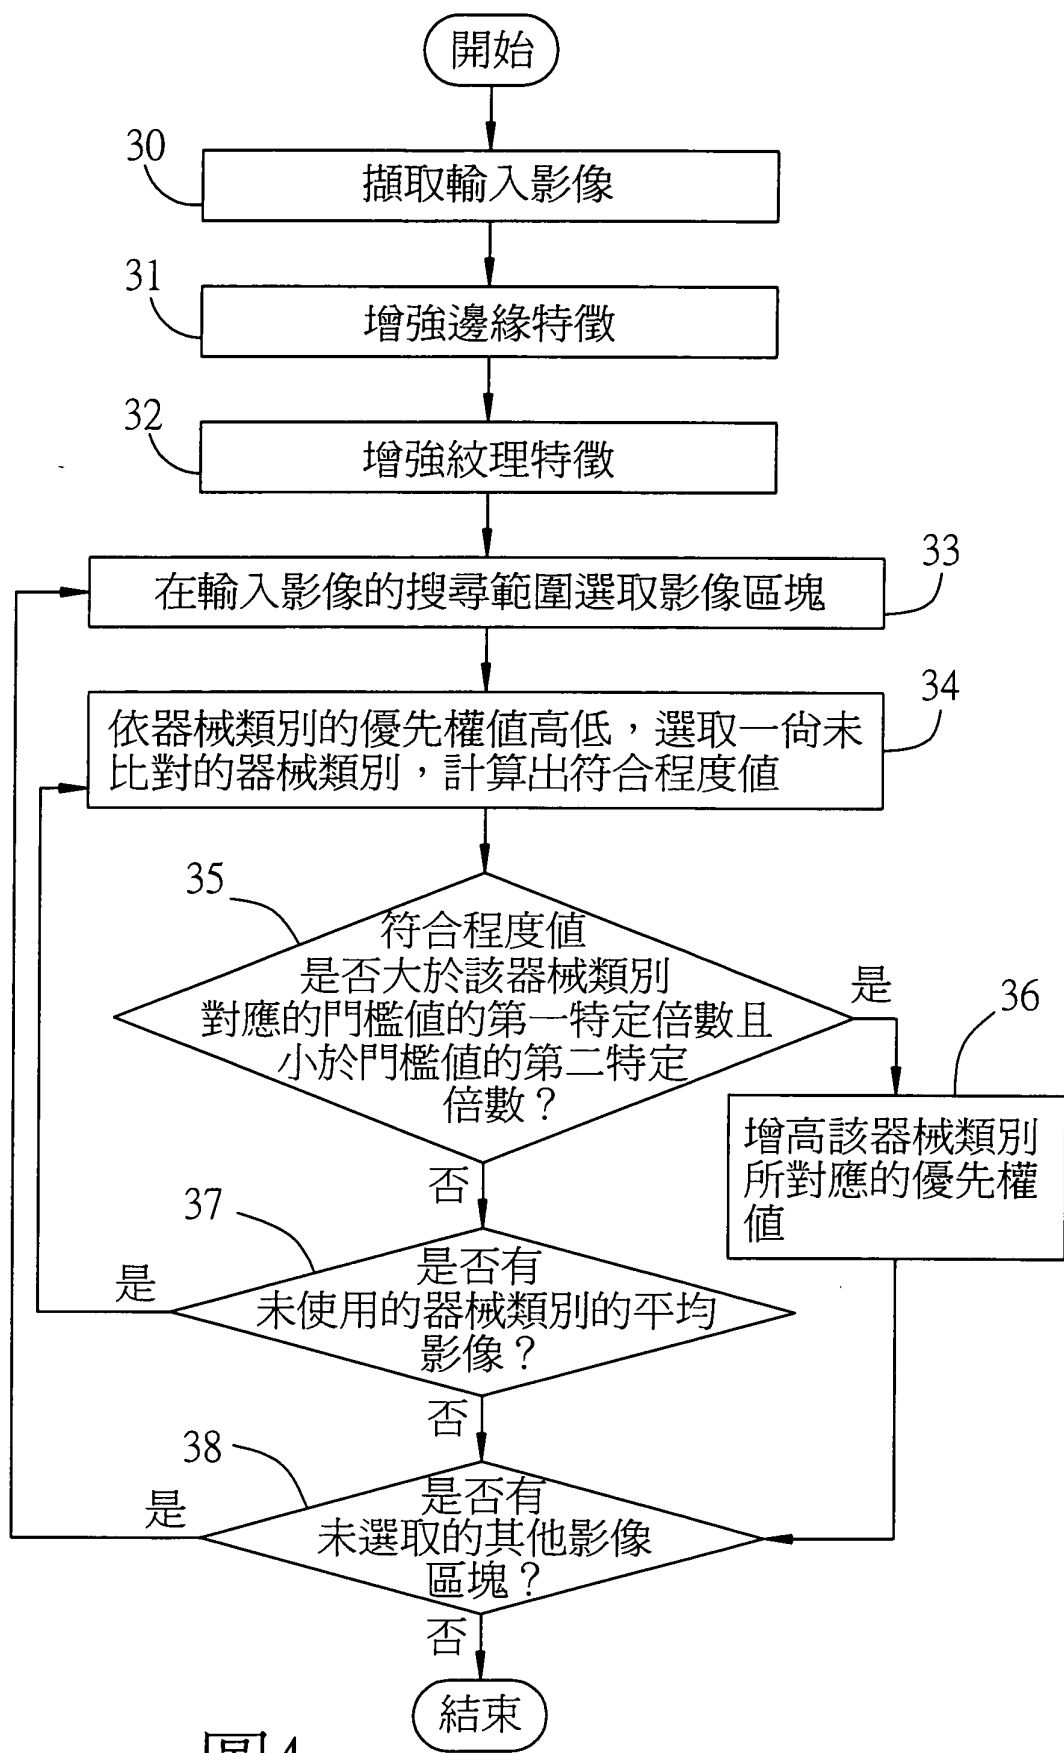 開始
30
擷取輸入影像
31
增強邊緣特徵
32
增強紋理特徵
33
在輸入影像的搜尋範圍選取影像區塊
34
依器械類別的優先權值高低,選取一尚未
比對的器械類別,計算出符合程度值
35
符合程度值
是否大於該器械類別
對應的門檻值的第一特定倍數且
小於門檻值的第二特定
倍數?
是
36
增高該器械類別
所對應的優先權
值
否
37
是否有
未使用的器械類別的平均
影像?
是
否
38
是否有
未選取的其他影像
區塊?
是
否
結束
圖4